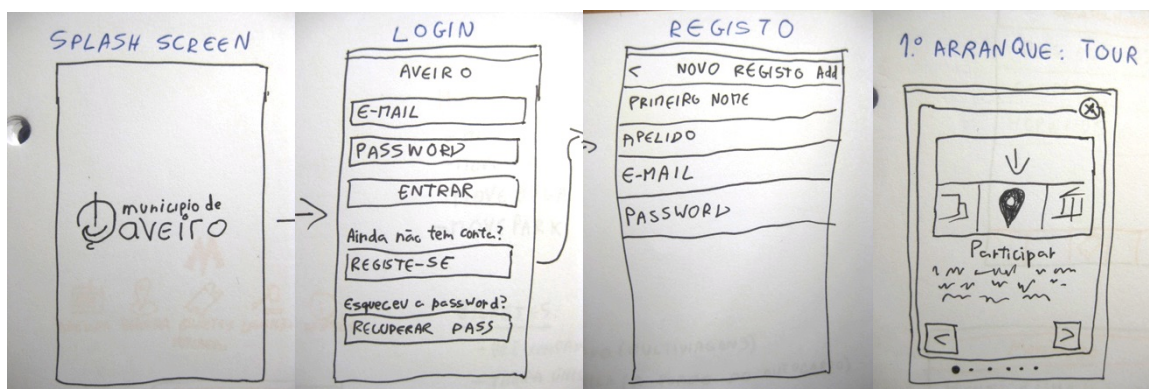 SPLASH SCREEN
município de
aveiro
LOGIN
AVEIRO
E-MAIL
PASSWORD
ENTRAR
Ainda não tem conta?
REGISTE-SE
Esqueceu a password?
RECUPERAR PASS
REGISTO
< NOVO REGISTO Add
PRIMEIRO NOME
APELIDO
E-MAIL
PASSWORD
1.º ARRANQUE: TOUR
Participar
< >